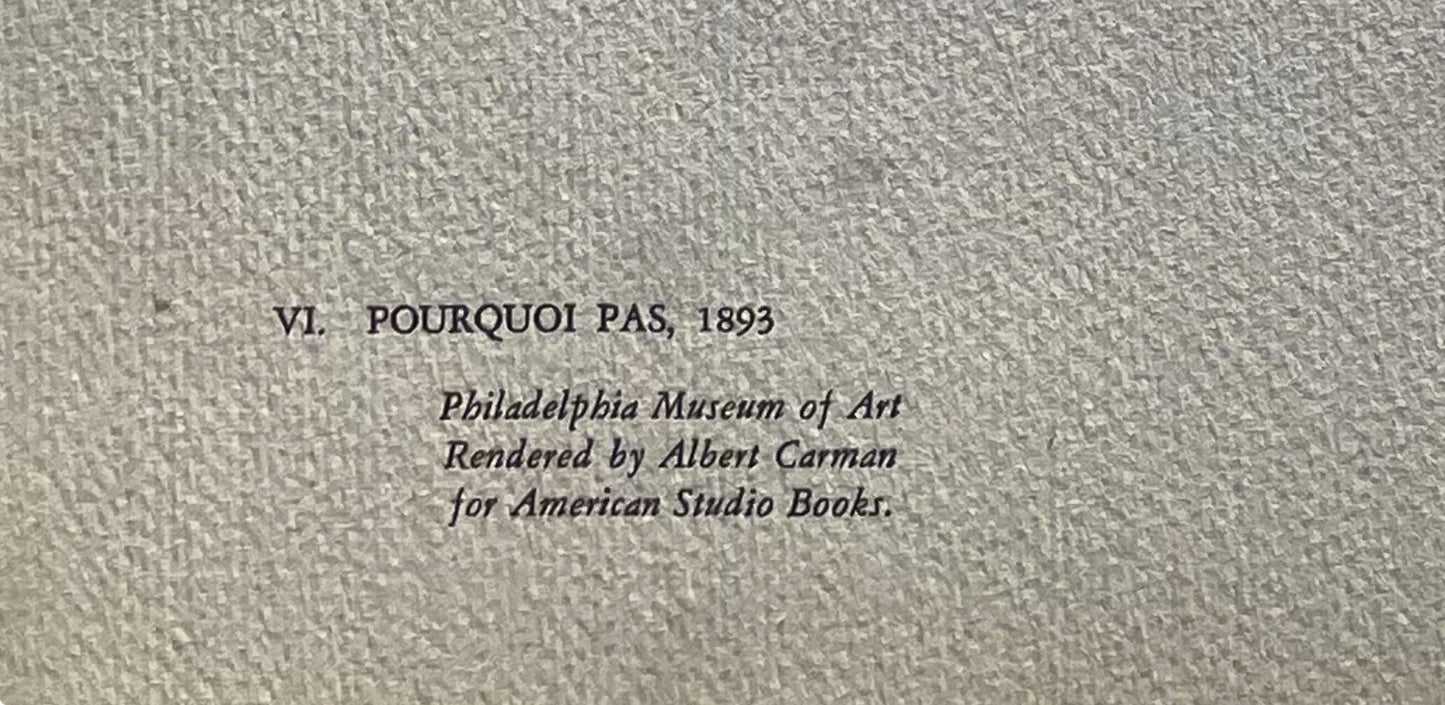 VI. POURQUOI PAS, 1893
Philadelphia Museum of Art
Rendered by Albert Carman
for American Studio Books.